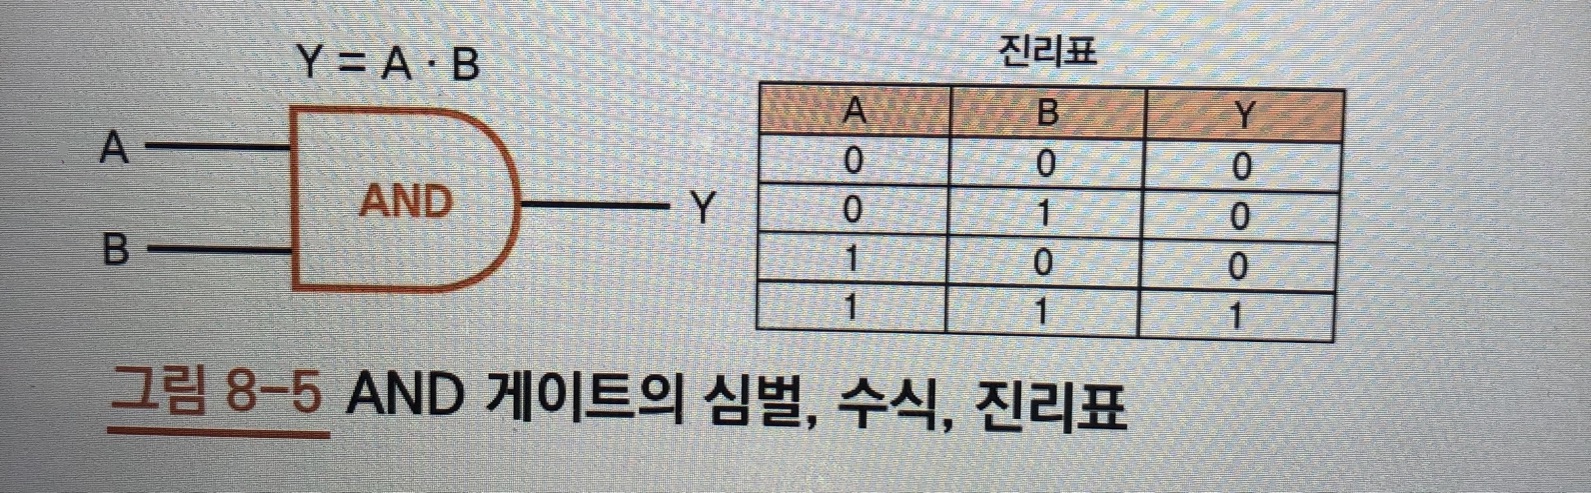 Y = A · B
A
B
AND
Y
진리표
A B Y
0 0 0
0 1 0
1 0 0
1 1 1
그림 8-5 AND 게이트의 심벌, 수식, 진리표